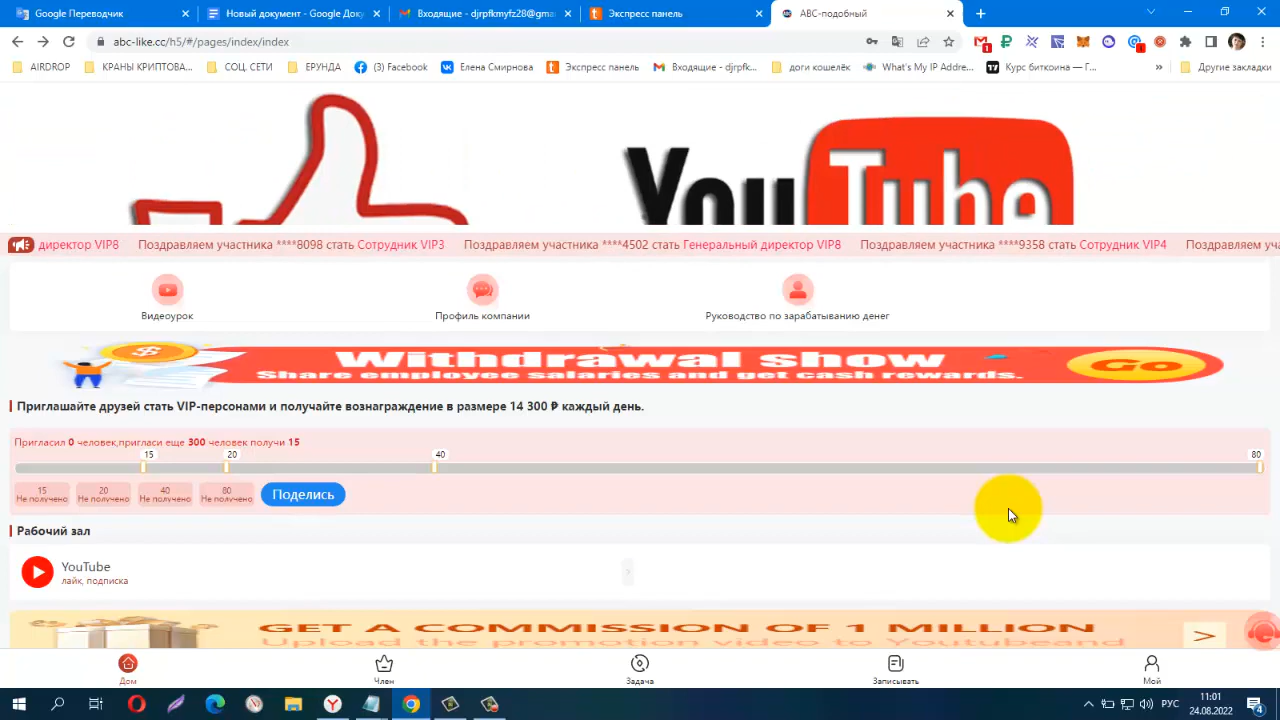 Google Переводчик
Новый документ - Google Доку
Входящие - djrpfkmyfz28@gmai
Экспресс панель
ABC-подобный
abc-like.cc/h5/#/pages/index/index
AIRDROP
КРАНЫ КРИПТОВА...
СОЦ. СЕТИ
ЕРУНДА
(3) Facebook
Елена Смирнова
Экспресс панель
Входящие - djrpfk...
доги кошелёк
What's My IP Addre...
Курс биткоина — Г...
»
Другие закладки
YouTube
директор VIP8 Поздравляем участника ****8098 стать Сотрудник VIP3 Поздравляем участника ****4502 стать Генеральный директор VIP8 Поздравляем участника ****9358 стать Сотрудник VIP4 Поздравляем уча
Видеоурок
Профиль компании
Руководство по зарабатыванию денег
Withdrawal show
Share employee salaries and get cash rewards.
Go
Приглашайте друзей стать VIP-персонами и получайте вознаграждение в размере 14 300 ₽ каждый день.
Пригласил 0 человек,пригласи еще 300 человек получи 15
15 20 40 80
15 20 40 80
Не получено Не получено Не получено Не получено
Поделись
Рабочий зал
YouTube
лайк, подписка
GET A COMMISSION OF 1 MILLION
Upload the promotion video to Youtubeand
>
Дом
Член
Задача
Записывать
Мой
РУС
11:01
24.08.2022
4